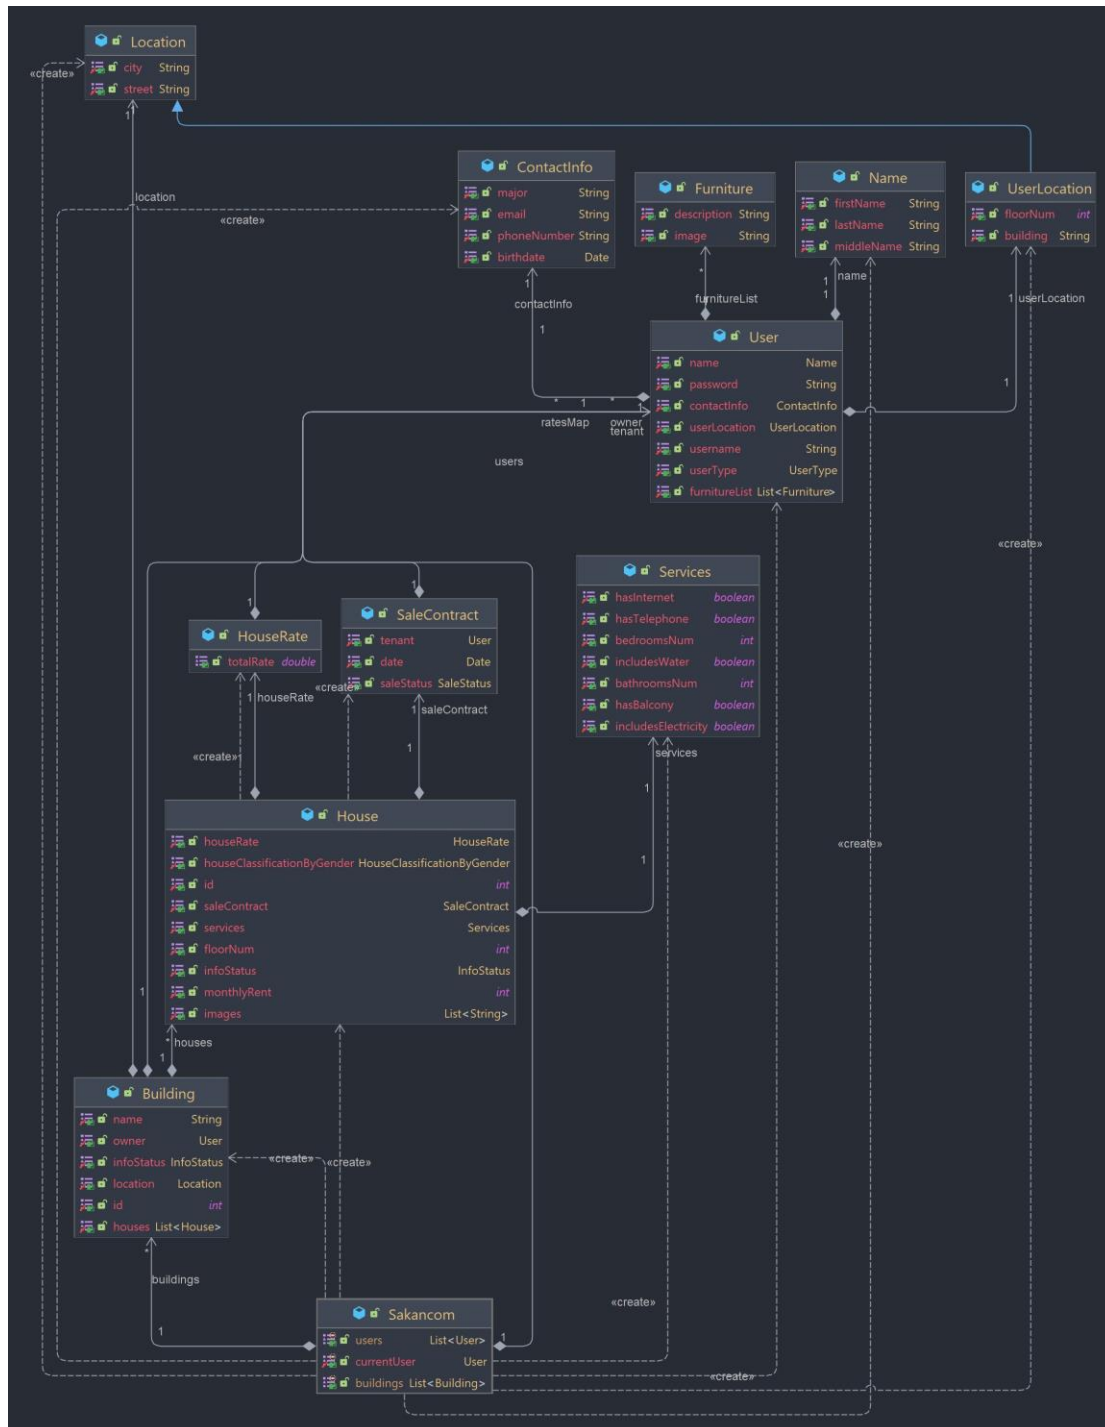 Location
city String
street String
«create»
1
location
ContactInfo
major String
email String
phoneNumber String
birthdate Date
«create»
Furniture
description String
image String
Name
firstName String
lastName String
middleName String
UserLocation
floorNum int
building String
1
contactInfo
1
*
furnitureList
1
name
1
1 userLocation
User
name Name
password String
contactInfo ContactInfo
userLocation UserLocation
username String
userType UserType
furnitureList List<Furniture>
1
* 1 * 1
ratesMap owner
tenant
users
«create»
Services
hasInternet boolean
hasTelephone boolean
bedroomsNum int
includesWater boolean
bathroomsNum int
hasBalcony boolean
includesElectricity boolean
1
1
HouseRate
totalRate double
SaleContract
tenant User
date Date
saleStatus SaleStatus
«create»
1 houseRate
1 saleContract
«create»
1
1
services
1
1
«create»
House
houseRate HouseRate
houseClassificationByGender HouseClassificationByGender
id int
saleContract SaleContract
services Services
floorNum int
infoStatus InfoStatus
monthlyRent int
images List<String>
1
* houses
1
Building
name String
owner User
infoStatus InfoStatus
location Location
id int
houses List<House>
«create»
«create»
*
buildings
1
Sakancom
users List<User>
currentUser User
buildings List<Building>
1
«create»
«create»